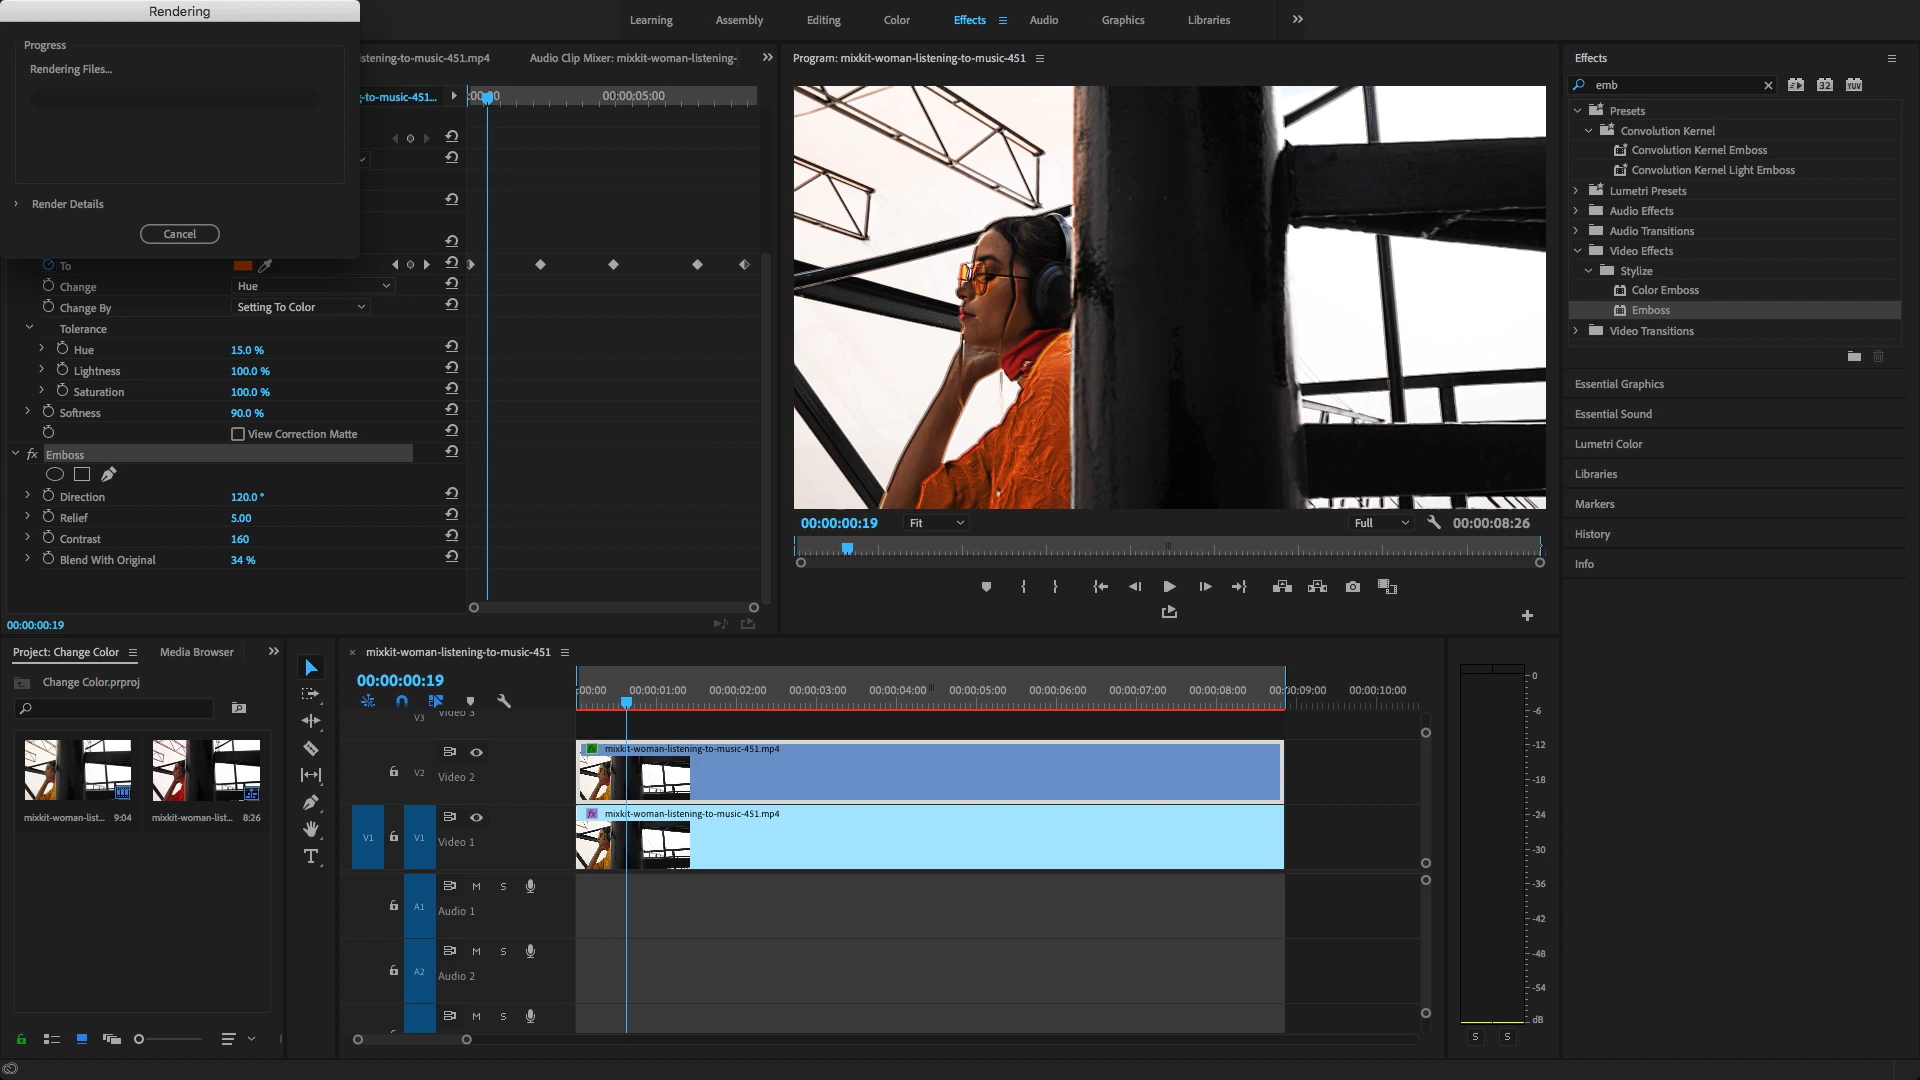 Rendering
Progress
Rendering Files...
Render Details
Cancel
Learning
Assembly
Editing
Color
Effects
Audio
Graphics
Libraries
stening-to-music-451.mp4
Audio Clip Mixer: mixkit-woman-listening-
Program: mixkit-woman-listening-to-music-451
Effects
emb
g-to-music-451...
:00:00
00:00:05:00
Presets
Convolution Kernel
Convolution Kernel Emboss
Convolution Kernel Light Emboss
Lumetri Presets
Audio Effects
Audio Transitions
Video Effects
Stylize
Color Emboss
Emboss
Video Transitions
Essential Graphics
Essential Sound
Lumetri Color
Libraries
Markers
History
Info
To
Change
Hue
Change By
Setting To Color
Tolerance
Hue
15.0 %
Lightness
100.0 %
Saturation
100.0 %
Softness
90.0 %
View Correction Matte
fx Emboss
Direction
120.0 °
Relief
5.00
Contrast
160
Blend With Original
34 %
00:00:00:19
00:00:00:19
Fit
Full
00:00:08:26
Project: Change Color
Media Browser
Change Color.prproj
mixkit-woman-list...
9:04
mixkit-woman-list...
8:26
mixkit-woman-listening-to-music-451
00:00:00:19
:00:00
00:00:01:00
00:00:02:00
00:00:03:00
00:00:04:00
00:00:05:00
00:00:06:00
00:00:07:00
00:00:08:00
00:00:09:00
00:00:10:00
V3
Video 3
V2
Video 2
fx mixkit-woman-listening-to-music-451.mp4
V1
V1
Video 1
fx mixkit-woman-listening-to-music-451.mp4
A1
M
S
Audio 1
A2
M
S
Audio 2
M
S
0
-6
-12
-18
-24
-30
-36
-42
-48
-54
dB
S
S